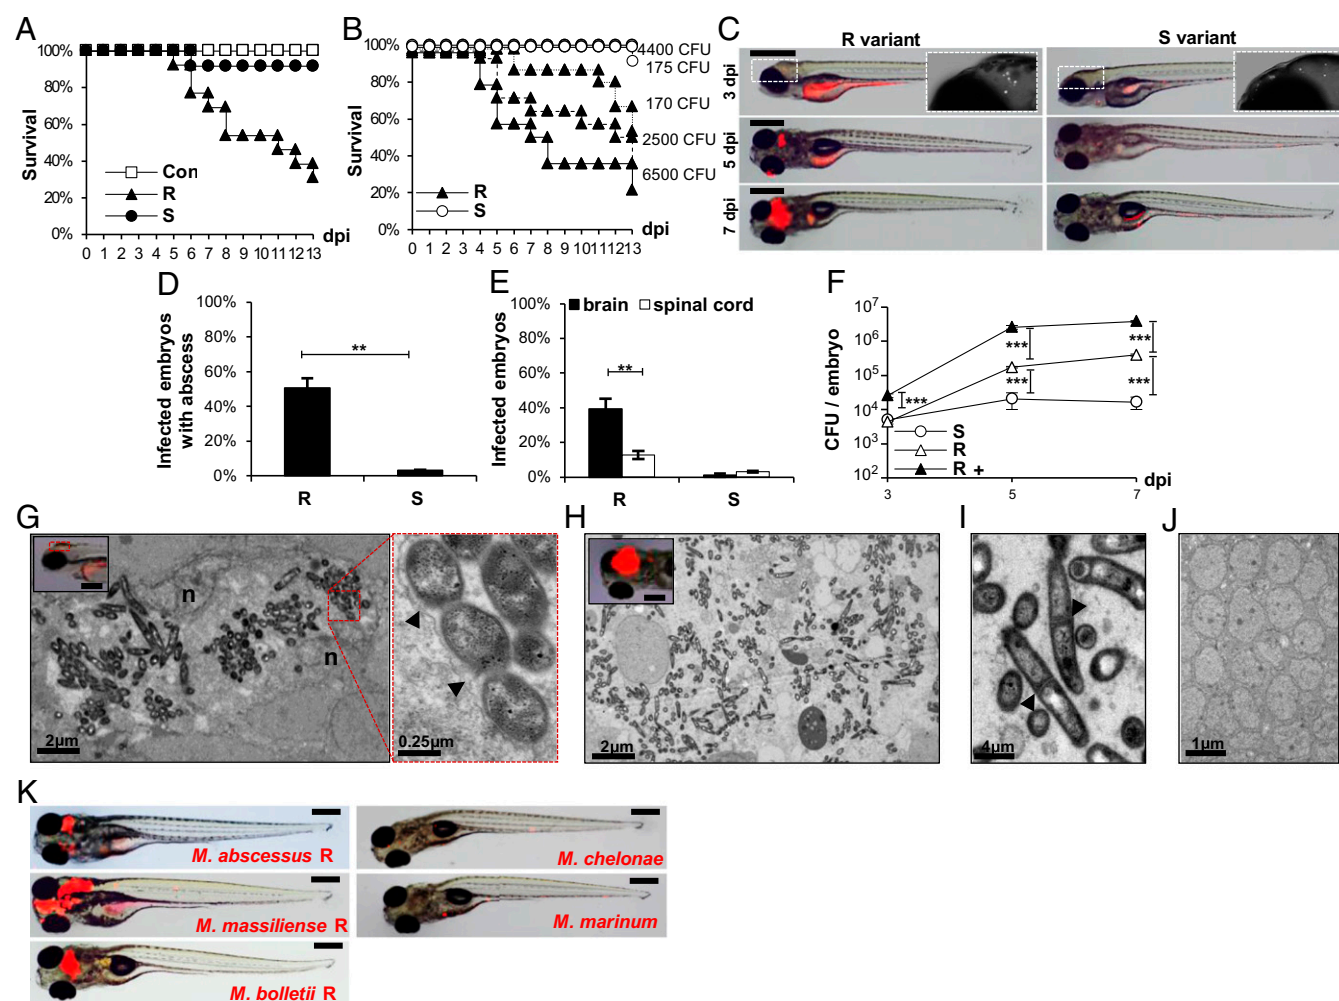 A
100%
80%
60%
40%
20%
0%
Survival
Con
R
S
dpi
0 1 2 3 4 5 6 7 8 9 10 11 12 13
B
100%
80%
60%
40%
20%
0%
Survival
R
S
4400 CFU
175 CFU
170 CFU
2500 CFU
6500 CFU
dpi
0 1 2 3 4 5 6 7 8 9 10 11 12 13
C
R variant
S variant
3 dpi
5 dpi
7 dpi
D
100%
80%
60%
40%
20%
0%
Infected embryos
with abscess
**
R S
E
100%
80%
60%
40%
20%
0%
Infected embryos
brain spinal cord
**
R S
F
10⁷
10⁶
10⁵
10⁴
10³
10²
CFU / embryo
***
***
***
***
***
S
R
R +
dpi
3 5 7
G
n
n
2µm
0.25µm
H
2µm
I
4µm
J
1µm
K
M. abscessus R
M. massiliense R
M. bolletii R
M. chelonae
M. marinum